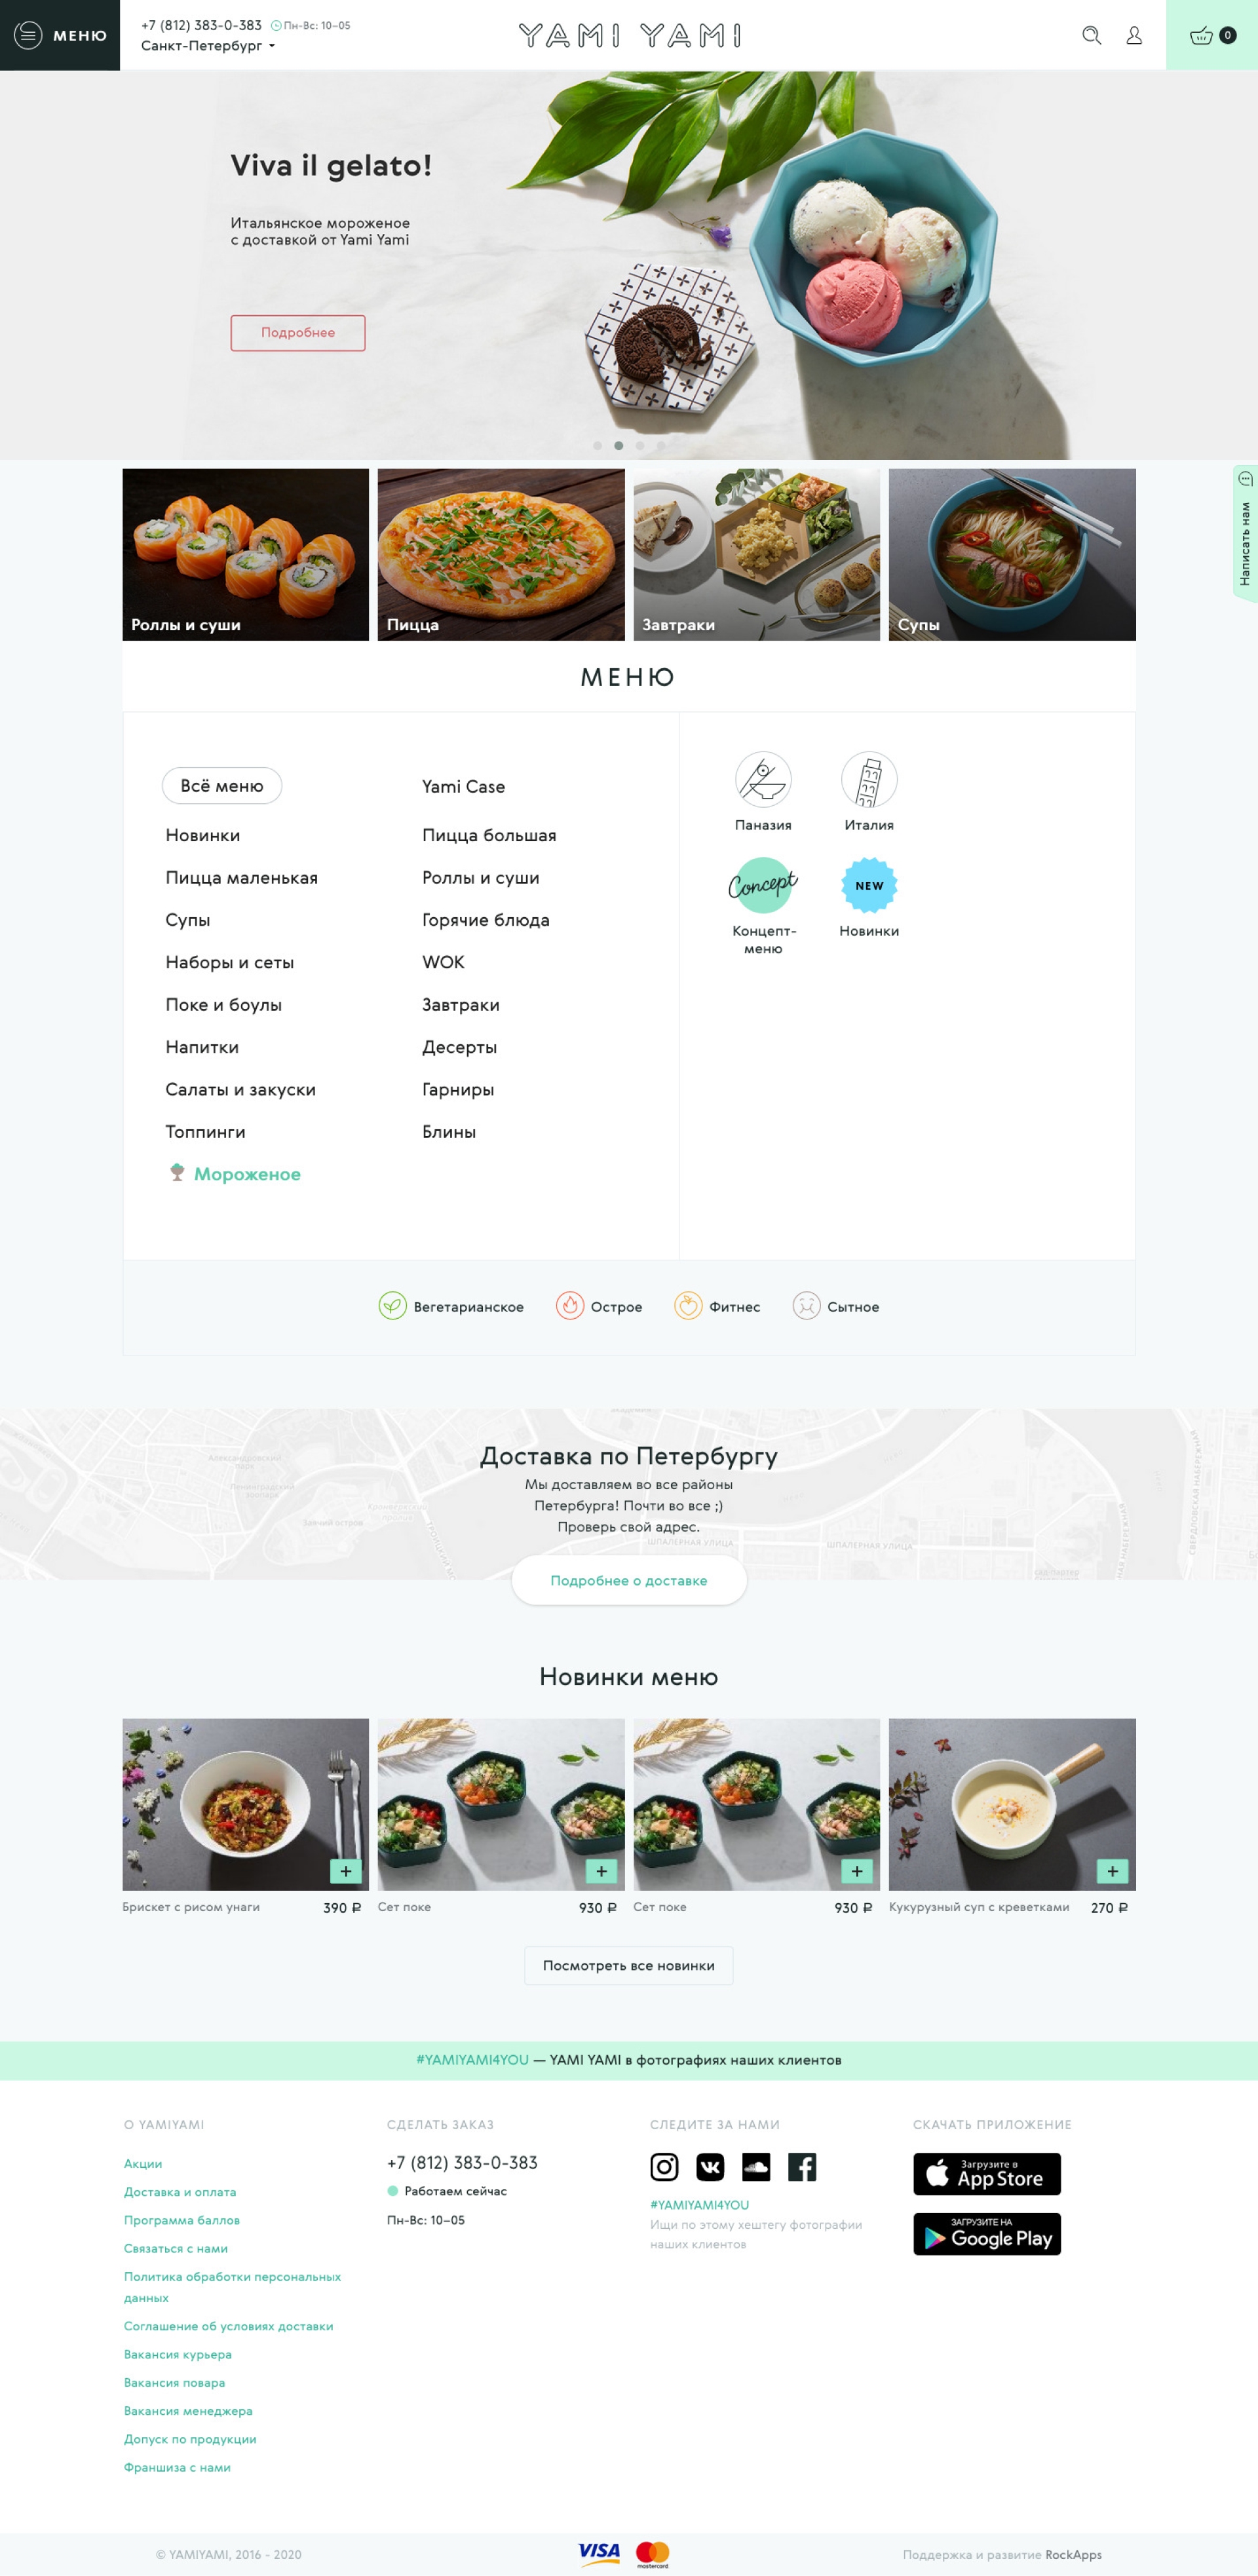 МЕНЮ
+7 (812) 383-0-383 Пн-Вс: 10–05
Санкт-Петербург
YAMI YAMI
0
Viva il gelato!
Итальянское мороженое
с доставкой от Yami Yami
Подробнее
Написать нам
Роллы и суши
Пицца
Завтраки
Супы
МЕНЮ
Всё меню
Yami Case
Новинки
Пицца большая
Пицца маленькая
Роллы и суши
Супы
Горячие блюда
Наборы и сеты
WOK
Поке и боулы
Завтраки
Напитки
Десерты
Салаты и закуски
Гарниры
Топпинги
Блины
Мороженое
Паназия
Италия
Concept
NEW
Концепт-
меню
Новинки
Вегетарианское
Острое
Фитнес
Сытное
Доставка по Петербургу
Мы доставляем во все районы
Петербурга! Почти во все ;)
Проверь свой адрес.
Александровский
Заячий остров
ШПАЛЕРНАЯ УЛИЦА
ШПАЛЕРНАЯ УЛИЦА
Подробнее о доставке
Новинки меню
Брискет с рисом унаги 390 ₽
Сет поке 930 ₽
Сет поке 930 ₽
Кукурузный суп с креветками 270 ₽
Посмотреть все новинки
#YAMIYAMI4YOU — YAMI YAMI в фотографиях наших клиентов
О YAMIYAMI
Акции
Доставка и оплата
Программа баллов
Связаться с нами
Политика обработки персональных
данных
Соглашение об условиях доставки
Вакансия курьера
Вакансия повара
Вакансия менеджера
Допуск по продукции
Франшиза с нами
СДЕЛАТЬ ЗАКАЗ
+7 (812) 383-0-383
Работаем сейчас
Пн-Вс: 10–05
СЛЕДИТЕ ЗА НАМИ
#YAMIYAMI4YOU
Ищи по этому хештегу фотографии
наших клиентов
СКАЧАТЬ ПРИЛОЖЕНИЕ
Загрузите в
App Store
ЗАГРУЗИТЕ НА
Google Play
© YAMIYAMI, 2016 - 2020
VISA
mastercard
Поддержка и развитие RockApps